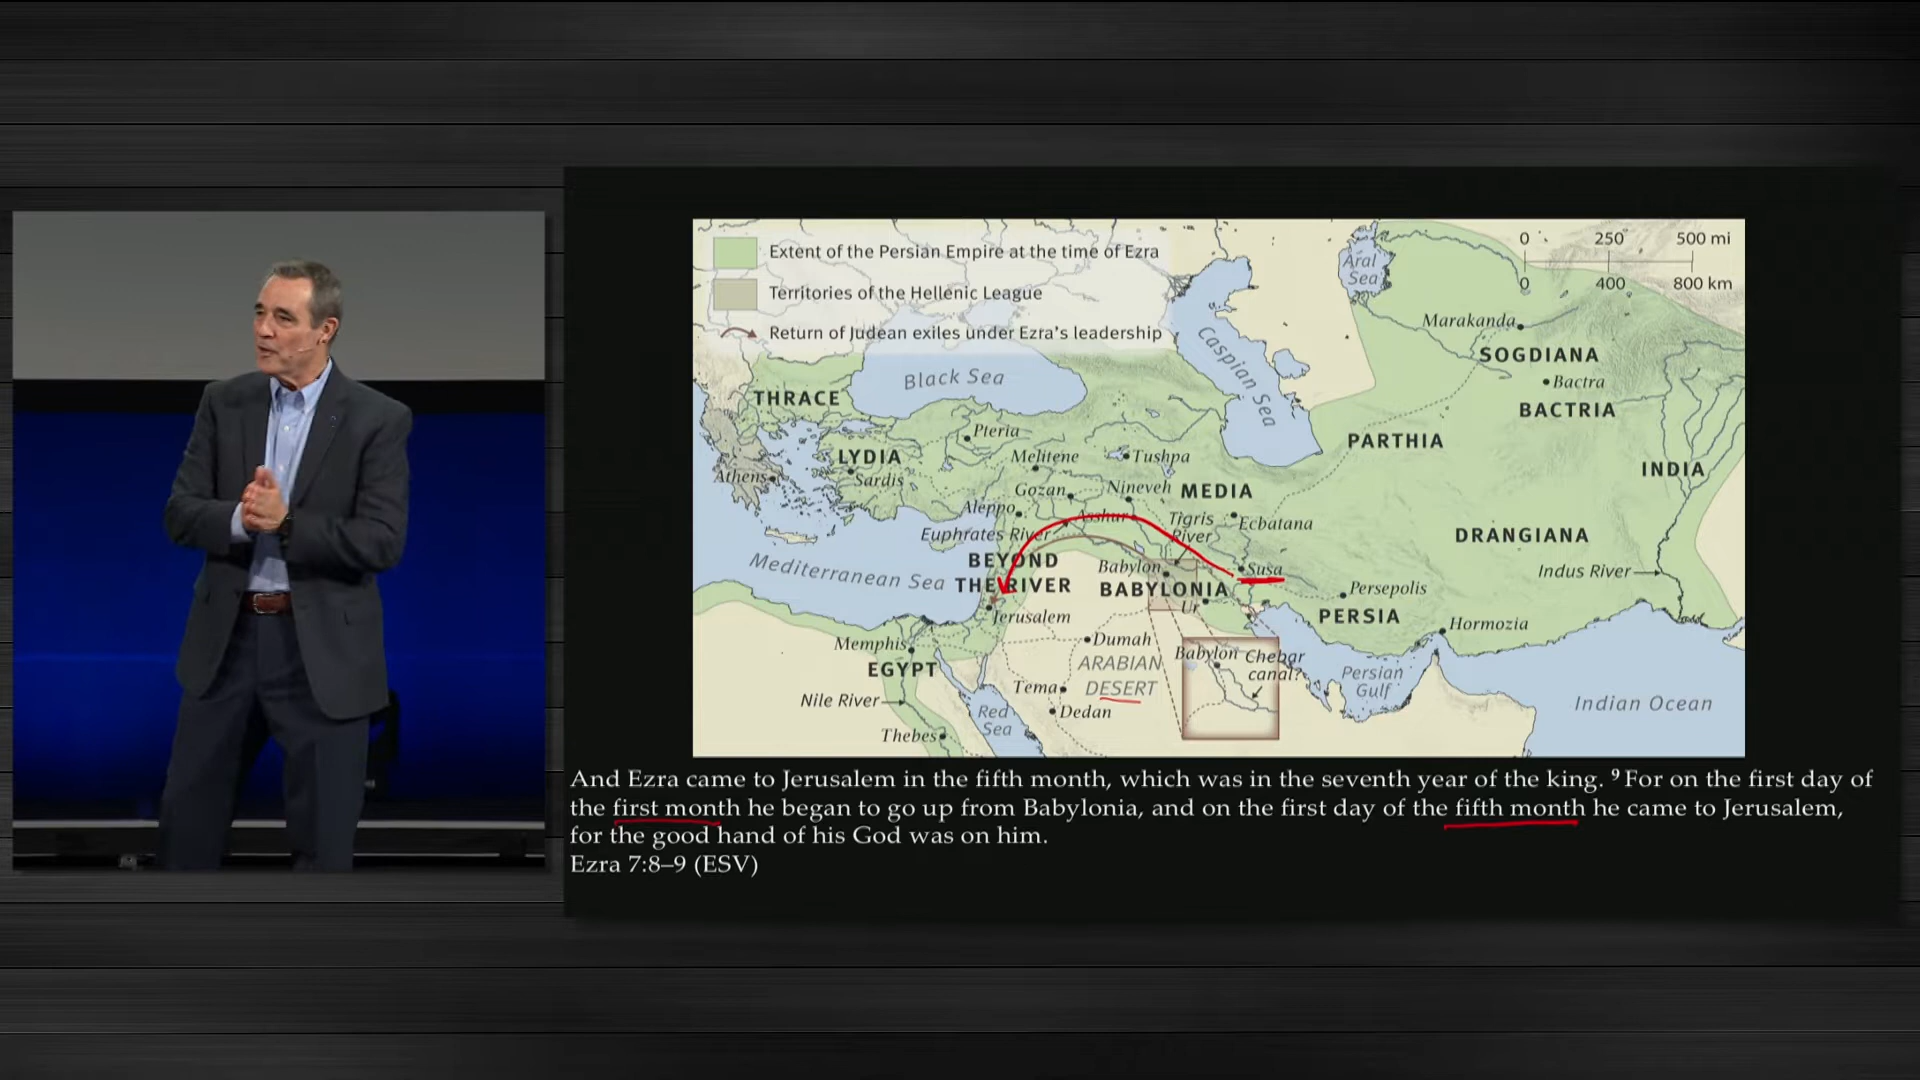 Extent of the Persian Empire at the time of Ezra
Territories of the Hellenic League
Return of Judean exiles under Ezra's leadership
0 250 500 mi
0 400 800 km
Aral
Sea
Marakanda
SOGDIANA
Bactra
BACTRIA
Caspian Sea
Black Sea
THRACE
PARTHIA
Pteria
LYDIA
Melitene
Tushpa
INDIA
Athens
Sardis
Gozan
Nineveh
MEDIA
Aleppo
Asshur
Tigris
River
Ecbatana
Euphrates River
DRANGIANA
BEYOND
THE RIVER
Mediterranean Sea
Babylon
Susa
Indus River
BABYLONIA
Persepolis
Ur
Jerusalem
PERSIA
Hormozia
Memphis
Dumah
EGYPT
ARABIAN
DESERT
Babylon
Chebar
canal?
Persian
Gulf
Nile River
Tema
Red
Sea
Dedan
Indian Ocean
Thebes
And Ezra came to Jerusalem in the fifth month, which was in the seventh year of the king. 9 For on the first day of
the first month he began to go up from Babylonia, and on the first day of the fifth month he came to Jerusalem,
for the good hand of his God was on him.
Ezra 7:8–9 (ESV)